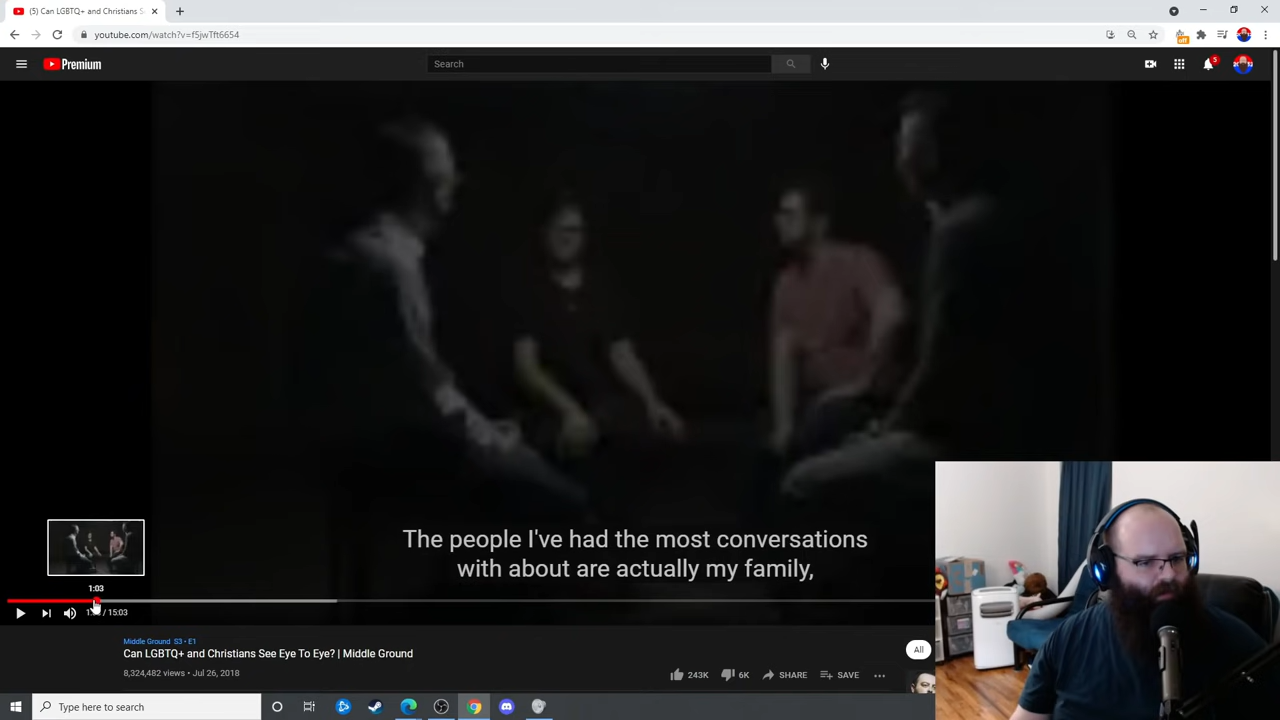 (5) Can LGBTQ+ and Christians Se
youtube.com/watch?v=f5jwTft6654
Premium
Search
5
off
The people I've had the most conversations
with about are actually my family,
1:03
/ 15:03
Middle Ground S3 • E1
Can LGBTQ+ and Christians See Eye To Eye? | Middle Ground
All
8,324,482 views • Jul 26, 2018
243K
6K
SHARE
SAVE
Type here to search